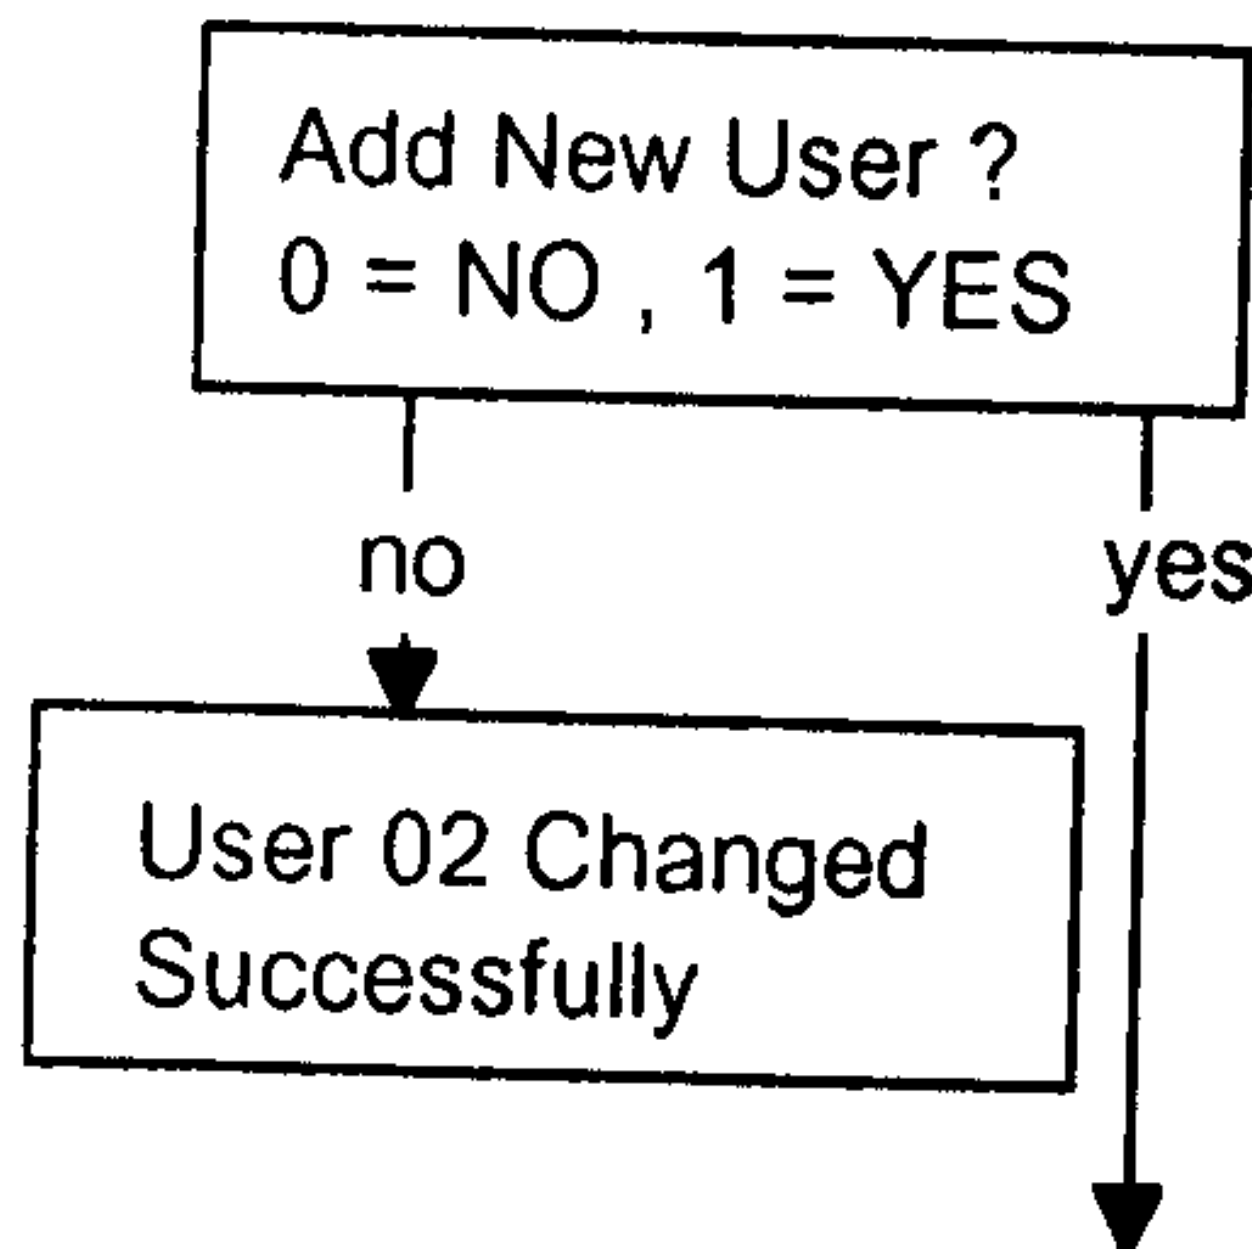 Add New User ?
0 = NO , 1 = YES
no
yes
User 02 Changed
Successfully